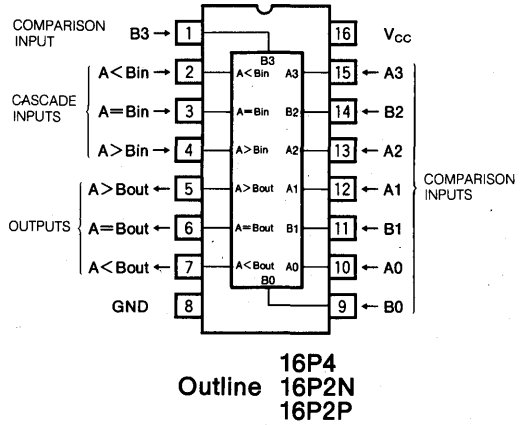 COMPARISON
INPUT
B3
1
16
VCC
B3
A<Bin
2
A<Bin
A3
15
A3
CASCADE
INPUTS
A=Bin
3
A=Bin
B2
14
B2
A>Bin
4
A>Bin
A2
13
A2
COMPARISON
INPUTS
OUTPUTS
A>Bout
5
A>Bout
A1
12
A1
A=Bout
6
A=Bout
B1
11
B1
A<Bout
7
A<Bout
A0
10
A0
B0
GND
8
9
B0
Outline
16P4
16P2N
16P2P